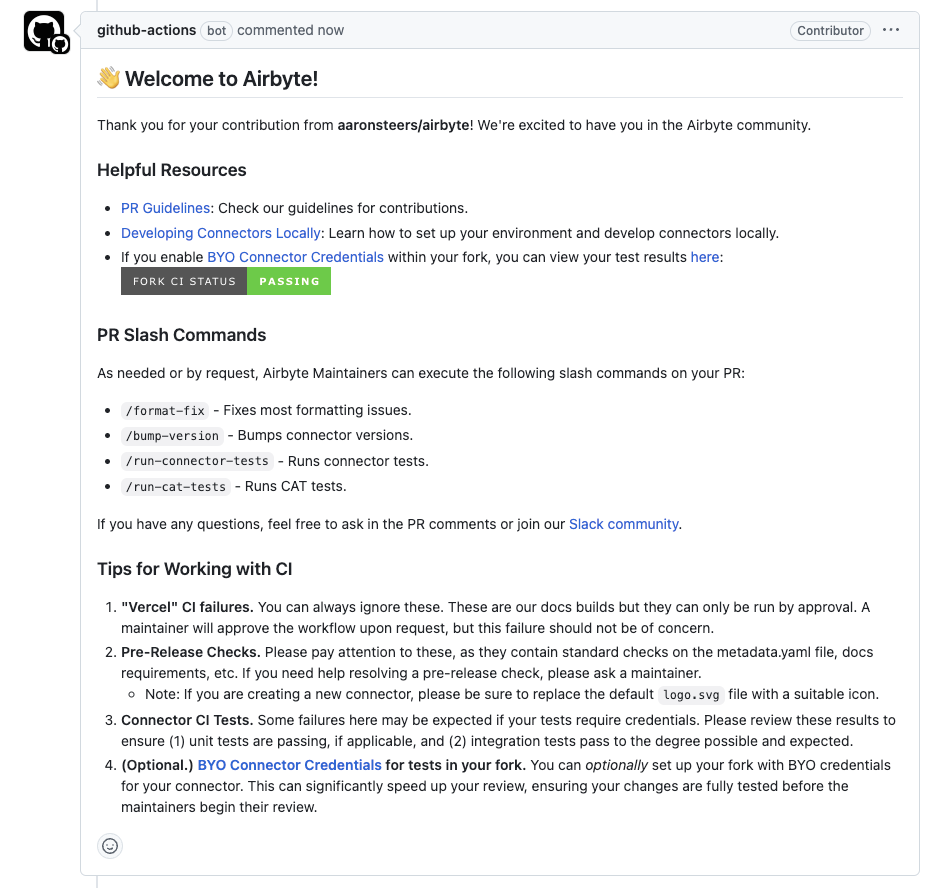 github-actions bot commented now Contributor ...
👋 Welcome to Airbyte!
Thank you for your contribution from aaronsteers/airbyte! We're excited to have you in the Airbyte community.
Helpful Resources
• PR Guidelines: Check our guidelines for contributions.
• Developing Connectors Locally: Learn how to set up your environment and develop connectors locally.
• If you enable BYO Connector Credentials within your fork, you can view your test results here:
FORK CI STATUS PASSING
PR Slash Commands
As needed or by request, Airbyte Maintainers can execute the following slash commands on your PR:
• /format-fix - Fixes most formatting issues.
• /bump-version - Bumps connector versions.
• /run-connector-tests - Runs connector tests.
• /run-cat-tests - Runs CAT tests.
If you have any questions, feel free to ask in the PR comments or join our Slack community.
Tips for Working with CI
1. "Vercel" CI failures. You can always ignore these. These are our docs builds but they can only be run by approval. A
maintainer will approve the workflow upon request, but this failure should not be of concern.
2. Pre-Release Checks. Please pay attention to these, as they contain standard checks on the metadata.yaml file, docs
requirements, etc. If you need help resolving a pre-release check, please ask a maintainer.
◦ Note: If you are creating a new connector, please be sure to replace the default logo.svg file with a suitable icon.
3. Connector CI Tests. Some failures here may be expected if your tests require credentials. Please review these results to
ensure (1) unit tests are passing, if applicable, and (2) integration tests pass to the degree possible and expected.
4. (Optional.) BYO Connector Credentials for tests in your fork. You can optionally set up your fork with BYO credentials
for your connector. This can significantly speed up your review, ensuring your changes are fully tested before the
maintainers begin their review.